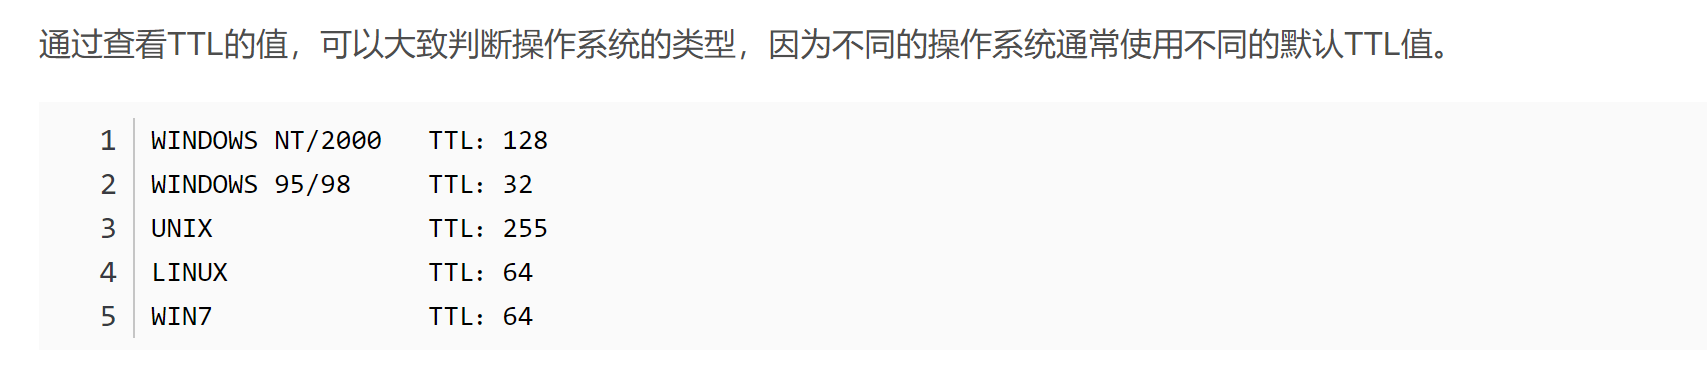 通过查看TTL的值，可以大致判断操作系统的类型，因为不同的操作系统通常使用不同的默认TTL值。
1 WINDOWS NT/2000   TTL：128
2 WINDOWS 95/98     TTL：32
3 UNIX              TTL：255
4 LINUX             TTL：64
5 WIN7              TTL：64